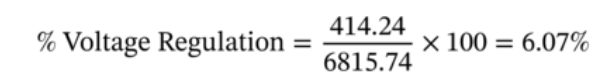 % Voltage Regulation = 414.24 / 6815.74 × 100 = 6.07%